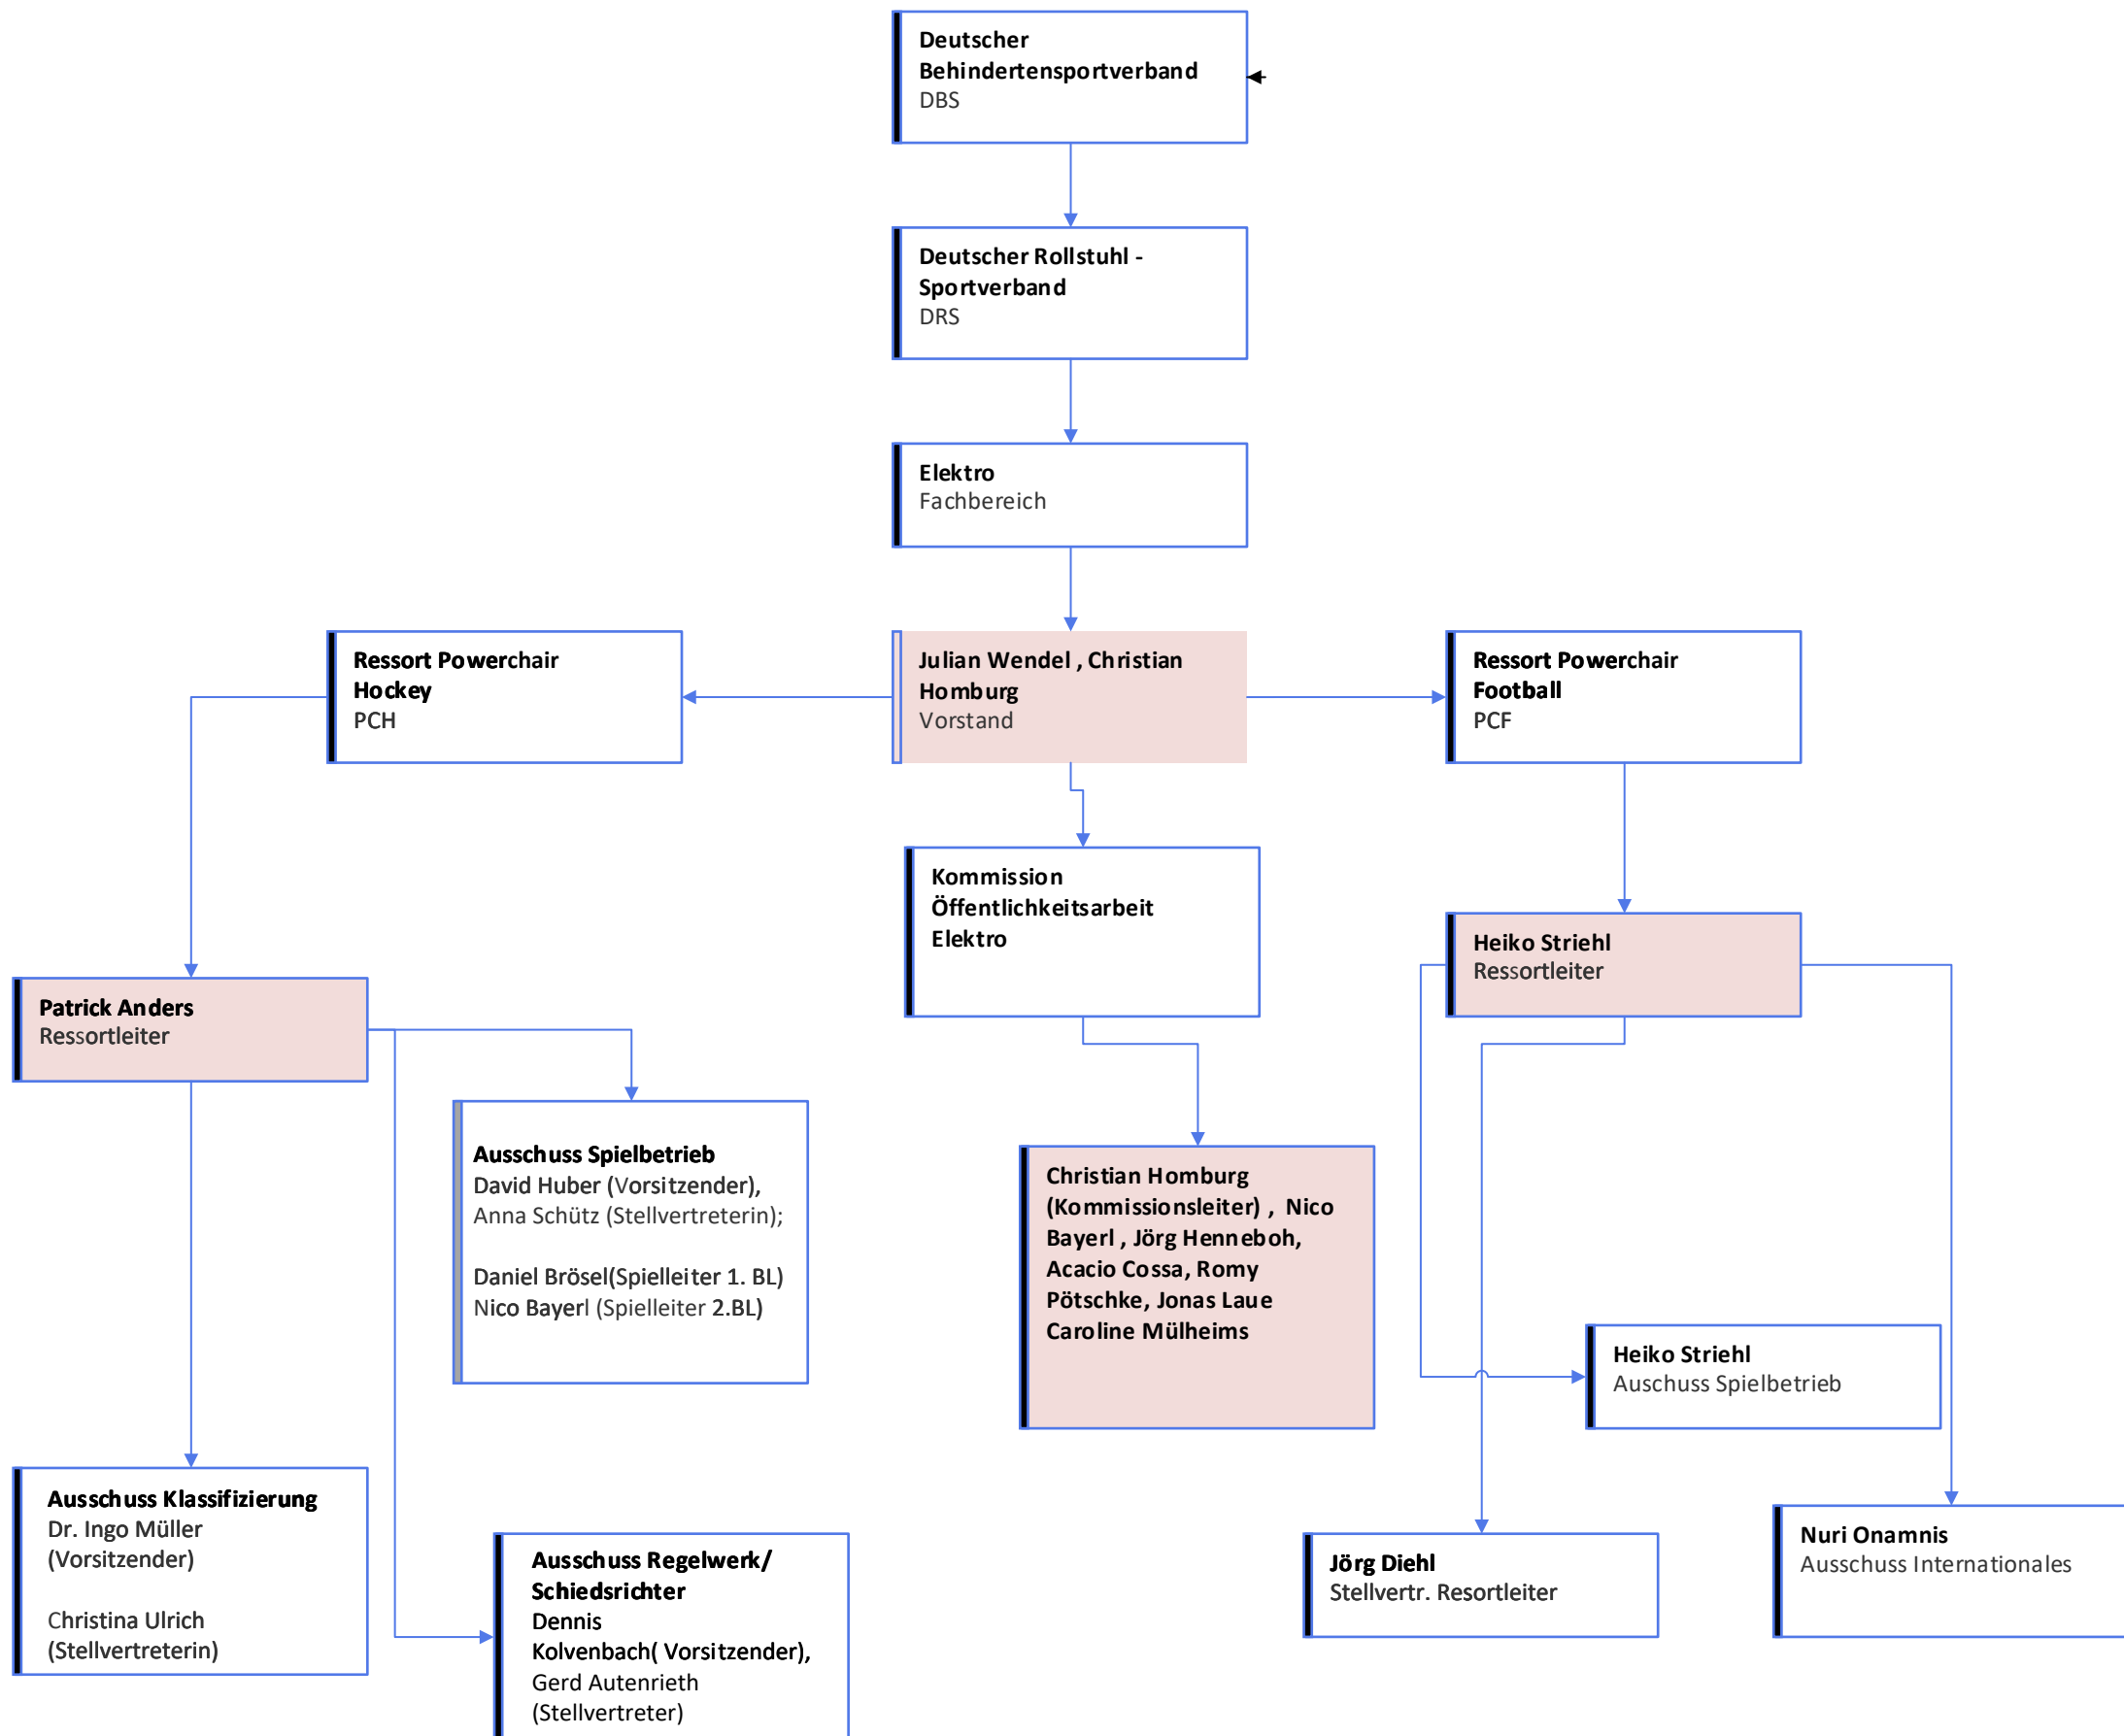 Deutscher
Behindertensportverband
DBS
Deutscher Rollstuhl -
Sportverband
DRS
Elektro
Fachbereich
Ressort Powerchair
Hockey
PCH
Julian Wendel , Christian
Homburg
Vorstand
Ressort Powerchair
Football
PCF
Kommission
Öffentlichkeitsarbeit
Elektro
Heiko Striehl
Ressortleiter
Patrick Anders
Ressortleiter
Ausschuss Spielbetrieb
David Huber (Vorsitzender),
Anna Schütz (Stellvertreterin);
Daniel Brösel(Spielleiter 1. BL)
Nico Bayerl (Spielleiter 2.BL)
Christian Homburg
(Kommissionsleiter) , Nico
Bayerl , Jörg Henneboh,
Acacio Cossa, Romy
Pötschke, Jonas Laue
Caroline Mülheims
Heiko Striehl
Auschuss Spielbetrieb
Ausschuss Klassifizierung
Dr. Ingo Müller
(Vorsitzender)
Christina Ulrich
(Stellvertreterin)
Ausschuss Regelwerk/
Schiedsrichter
Dennis
Kolvenbach( Vorsitzender),
Gerd Autenrieth
(Stellvertreter)
Jörg Diehl
Stellvertr. Resortleiter
Nuri Onamnis
Ausschuss Internationales